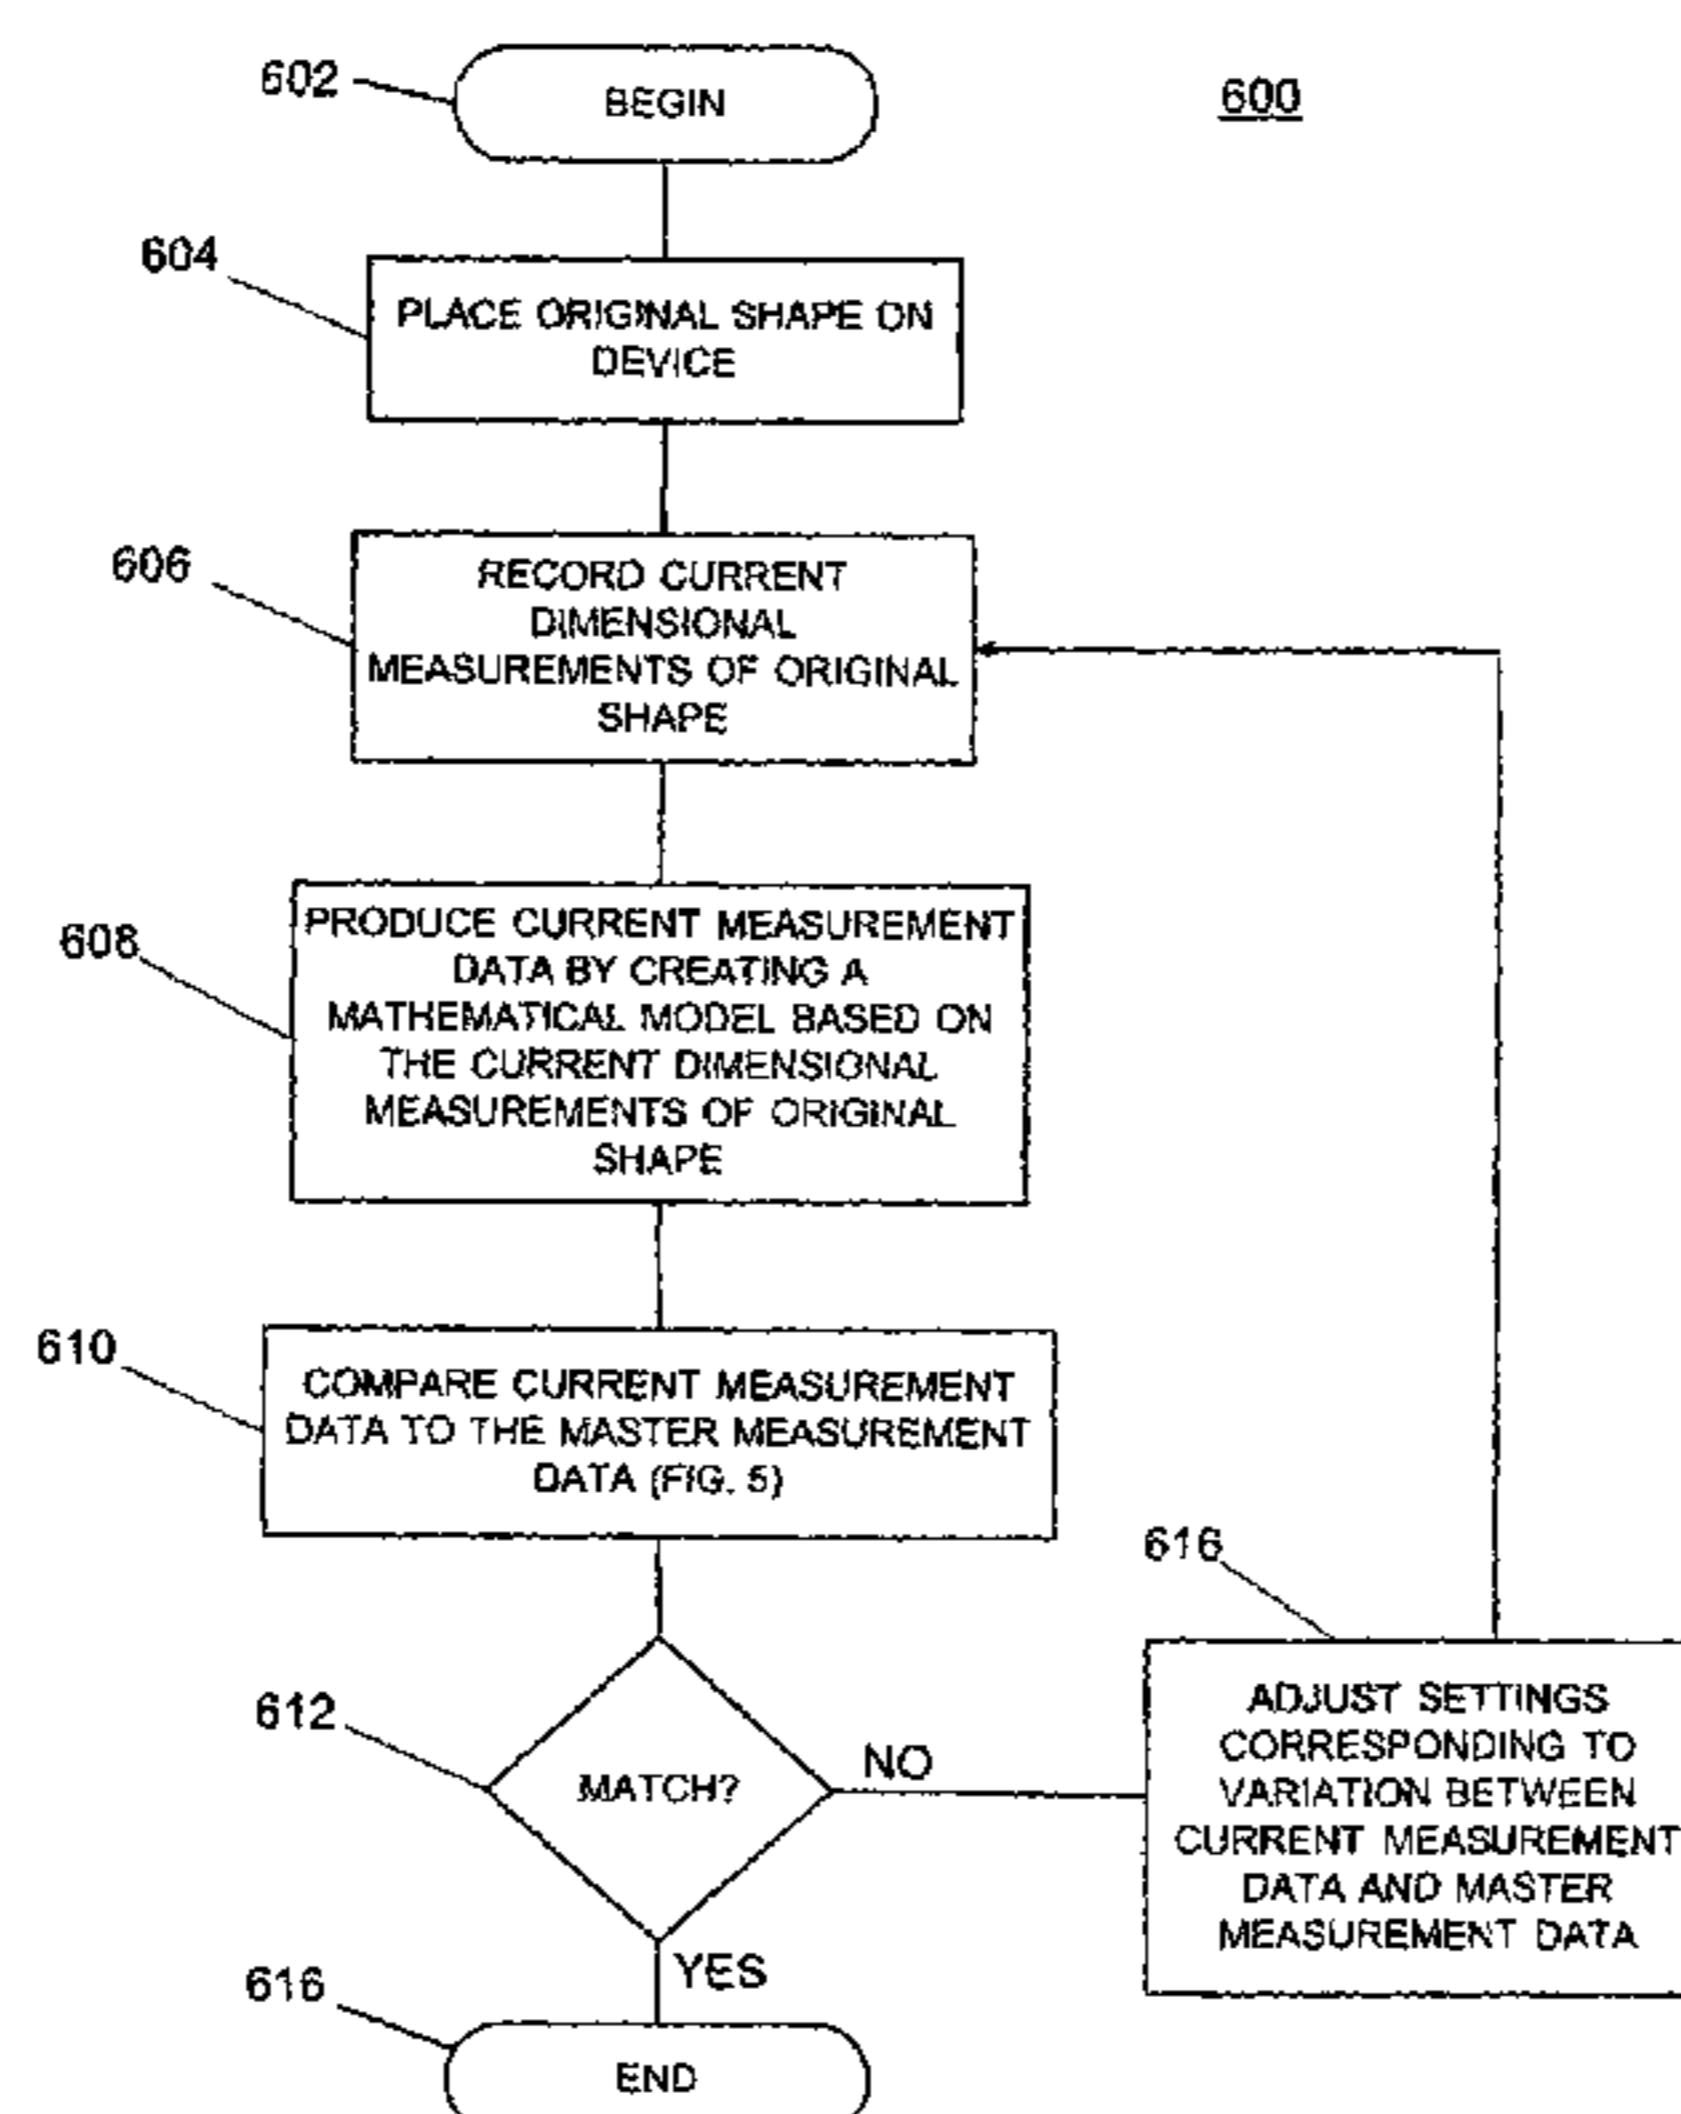 602
BEGIN
600
604
PLACE ORIGINAL SHAPE ON
DEVICE
606
RECORD CURRENT
DIMENSIONAL
MEASUREMENTS OF ORIGINAL
SHAPE
608
PRODUCE CURRENT MEASUREMENT
DATA BY CREATING A
MATHEMATICAL MODEL BASED ON
THE CURRENT DIMENSIONAL
MEASUREMENTS OF ORIGINAL
SHAPE
610
COMPARE CURRENT MEASUREMENT
DATA TO THE MASTER MEASUREMENT
DATA (FIG. 5)
612
MATCH?
NO
616
ADJUST SETTINGS
CORRESPONDING TO
VARIATION BETWEEN
CURRENT MEASUREMENT
DATA AND MASTER
MEASUREMENT DATA
YES
616
END